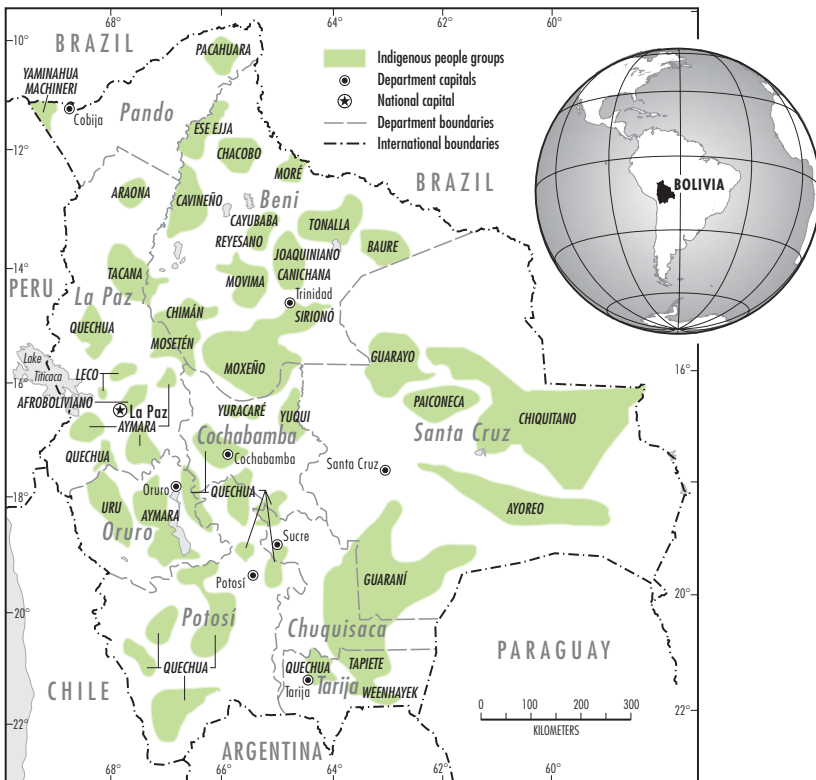 68°
66°
64°
62°
60°
10°
BRAZIL
PACAHUARA
YAMINAHUA
MACHINERI
Cobija
Pando
Indigenous people groups
Department capitals
National capital
Department boundaries
International boundaries
BOLIVIA
ESE EJJA
CHACOBO
MORÉ
12°
BRAZIL
ARAONA
CAVINEÑO
Beni
CAYUBABA
TONALLA
REYESANO
JOAQUINIANO
BAURE
CANICHANA
14°
TACANA
MOVIMA
PERU
La Paz
Trinidad
CHIMÁN
SIRIONÓ
QUECHUA
MOSETÉN
Lake
Titicaca
LECO
MOXEÑO
GUARAYO
16°
16°
AFROBOLIVIANO
La Paz
AYMARA
YURACARÉ
YUQUI
PAICONECA
CHIQUITANO
Cochabamba
Santa Cruz
QUECHUA
Cochabamba
Santa Cruz
18°
Oruro
QUECHUA
URU
AYMARA
AYOREO
Oruro
Sucre
Potosí
GUARANÍ
20°
20°
Potosí
Chuquisaca
PARAGUAY
QUECHUA
QUECHUA
TAPIETE
Tarija
Tarija
WEENHAYEK
CHILE
22°
22°
0
100
200
300
KILOMETERS
ARGENTINA
68°
66°
64°
62°
60°